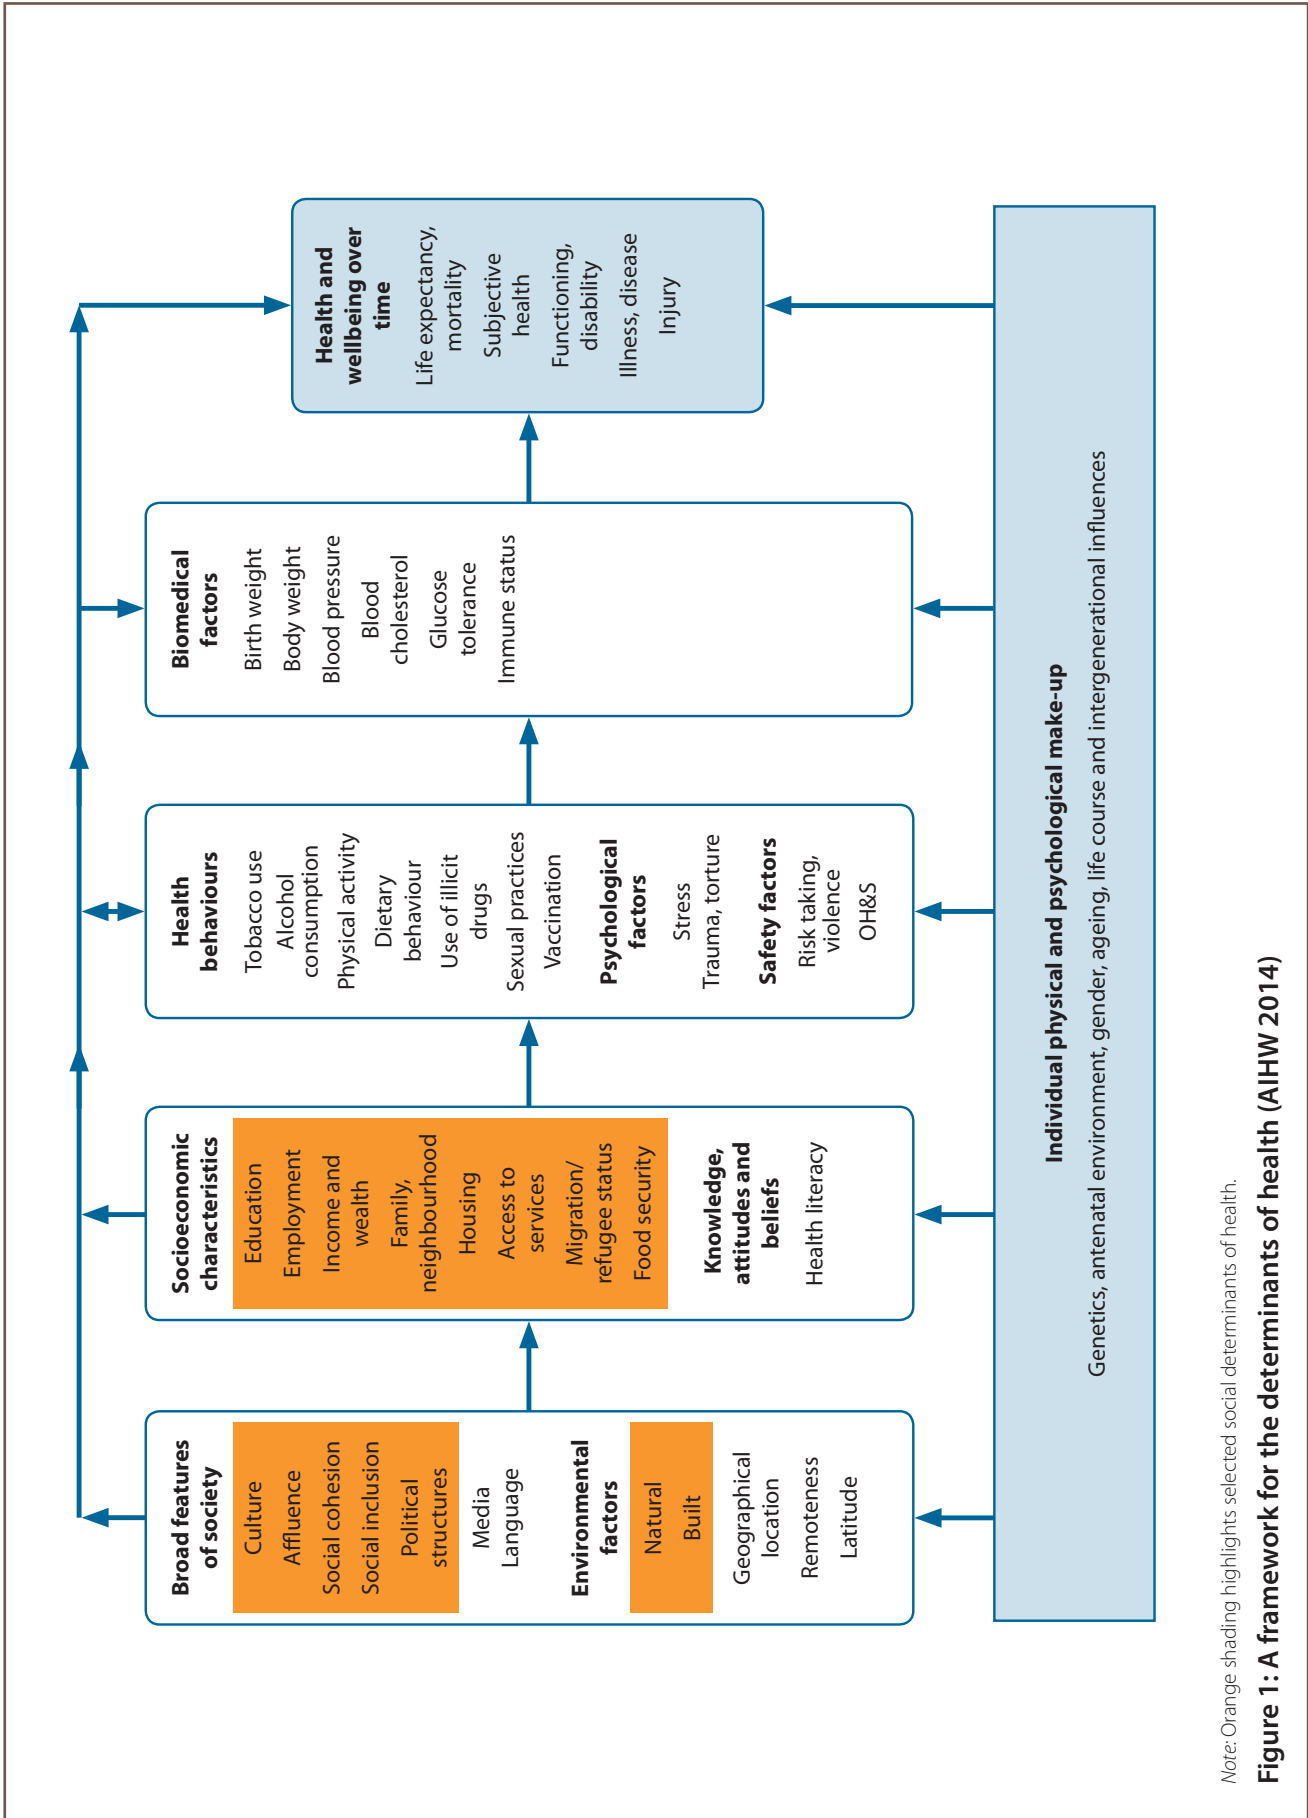 Broad features
of society
Culture
Affluence
Social cohesion
Social inclusion
Political
structures
Media
Language
Environmental
factors
Natural
Built
Geographical
location
Remoteness
Latitude
Socioeconomic
characteristics
Education
Employment
Income and
wealth
Family,
neighbourhood
Housing
Access to
services
Migration/
refugee status
Food security
Knowledge,
attitudes and
beliefs
Health literacy
Health
behaviours
Tobacco use
Alcohol
consumption
Physical activity
Dietary
behaviour
Use of illicit
drugs
Sexual practices
Vaccination
Psychological
factors
Stress
Trauma, torture
Safety factors
Risk taking,
violence
OH&S
Biomedical
factors
Birth weight
Body weight
Blood pressure
Blood
cholesterol
Glucose
tolerance
Immune status
Health and
wellbeing over
time
Life expectancy,
mortality
Subjective
health
Functioning,
disability
Illness, disease
Injury
Individual physical and psychological make-up
Genetics, antenatal environment, gender, ageing, life course and intergenerational influences
Note: Orange shading highlights selected social determinants of health.
Figure 1: A framework for the determinants of health (AIHW 2014)